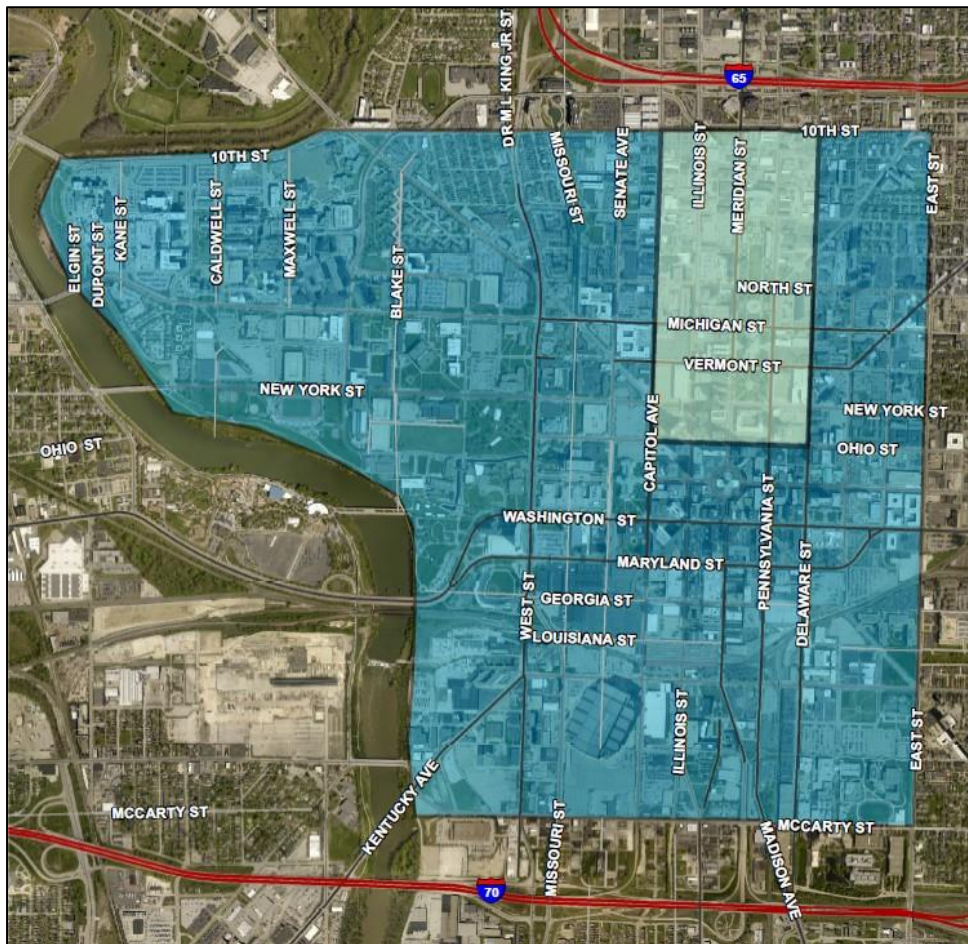 65
DR M L KING JR ST
10TH ST
10TH ST
MISSOURI ST
SENATE AVE
ILLINOIS ST
MERIDIAN ST
EAST ST
ELGIN ST
DUPONT ST
KANE ST
CALDWELL ST
MAXWELL ST
BLAKE ST
NORTH ST
MICHIGAN ST
VERMONT ST
NEW YORK ST
NEW YORK ST
OHIO ST
OHIO ST
CAPITOL AVE
WASHINGTON ST
PENNSYLVANIA ST
MARYLAND ST
DELAWARE ST
GEORGIA ST
WEST ST
LOUISIANA ST
ILLINOIS ST
EAST ST
KENTUCKY AVE
MCCARTY ST
MISSOURI ST
MCCARTY ST
MADISON AVE
70